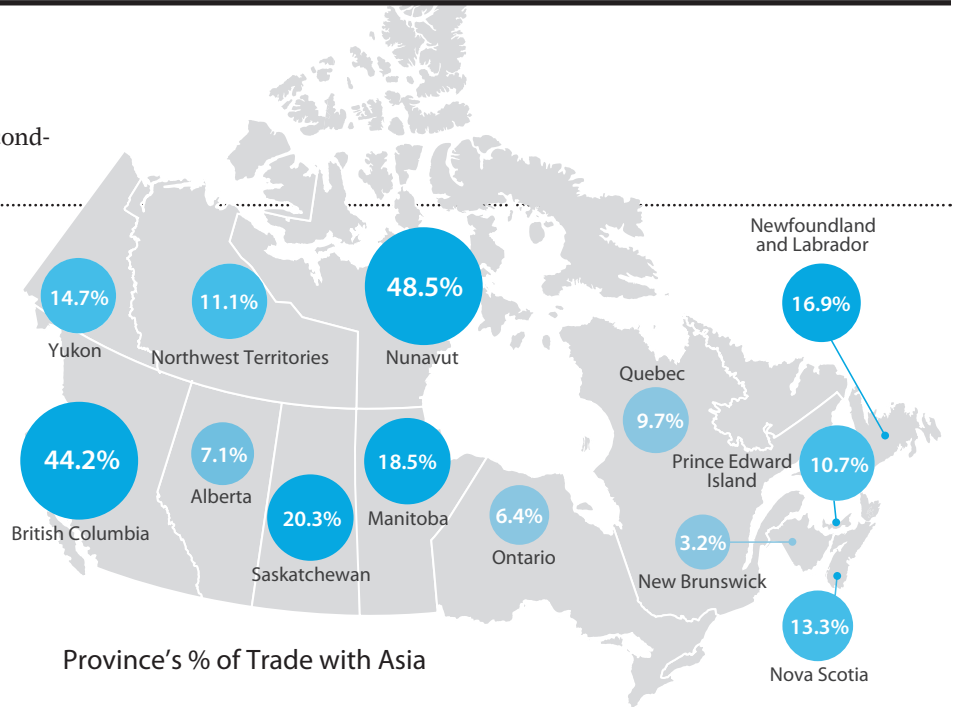 Newfoundland
and Labrador
16.9%
14.7%
Yukon
11.1%
Northwest Territories
48.5%
Nunavut
Quebec
9.7%
44.2%
British Columbia
7.1%
Alberta
20.3%
Saskatchewan
18.5%
Manitoba
6.4%
Ontario
Prince Edward
Island
10.7%
3.2%
New Brunswick
13.3%
Nova Scotia
Province's % of Trade with Asia